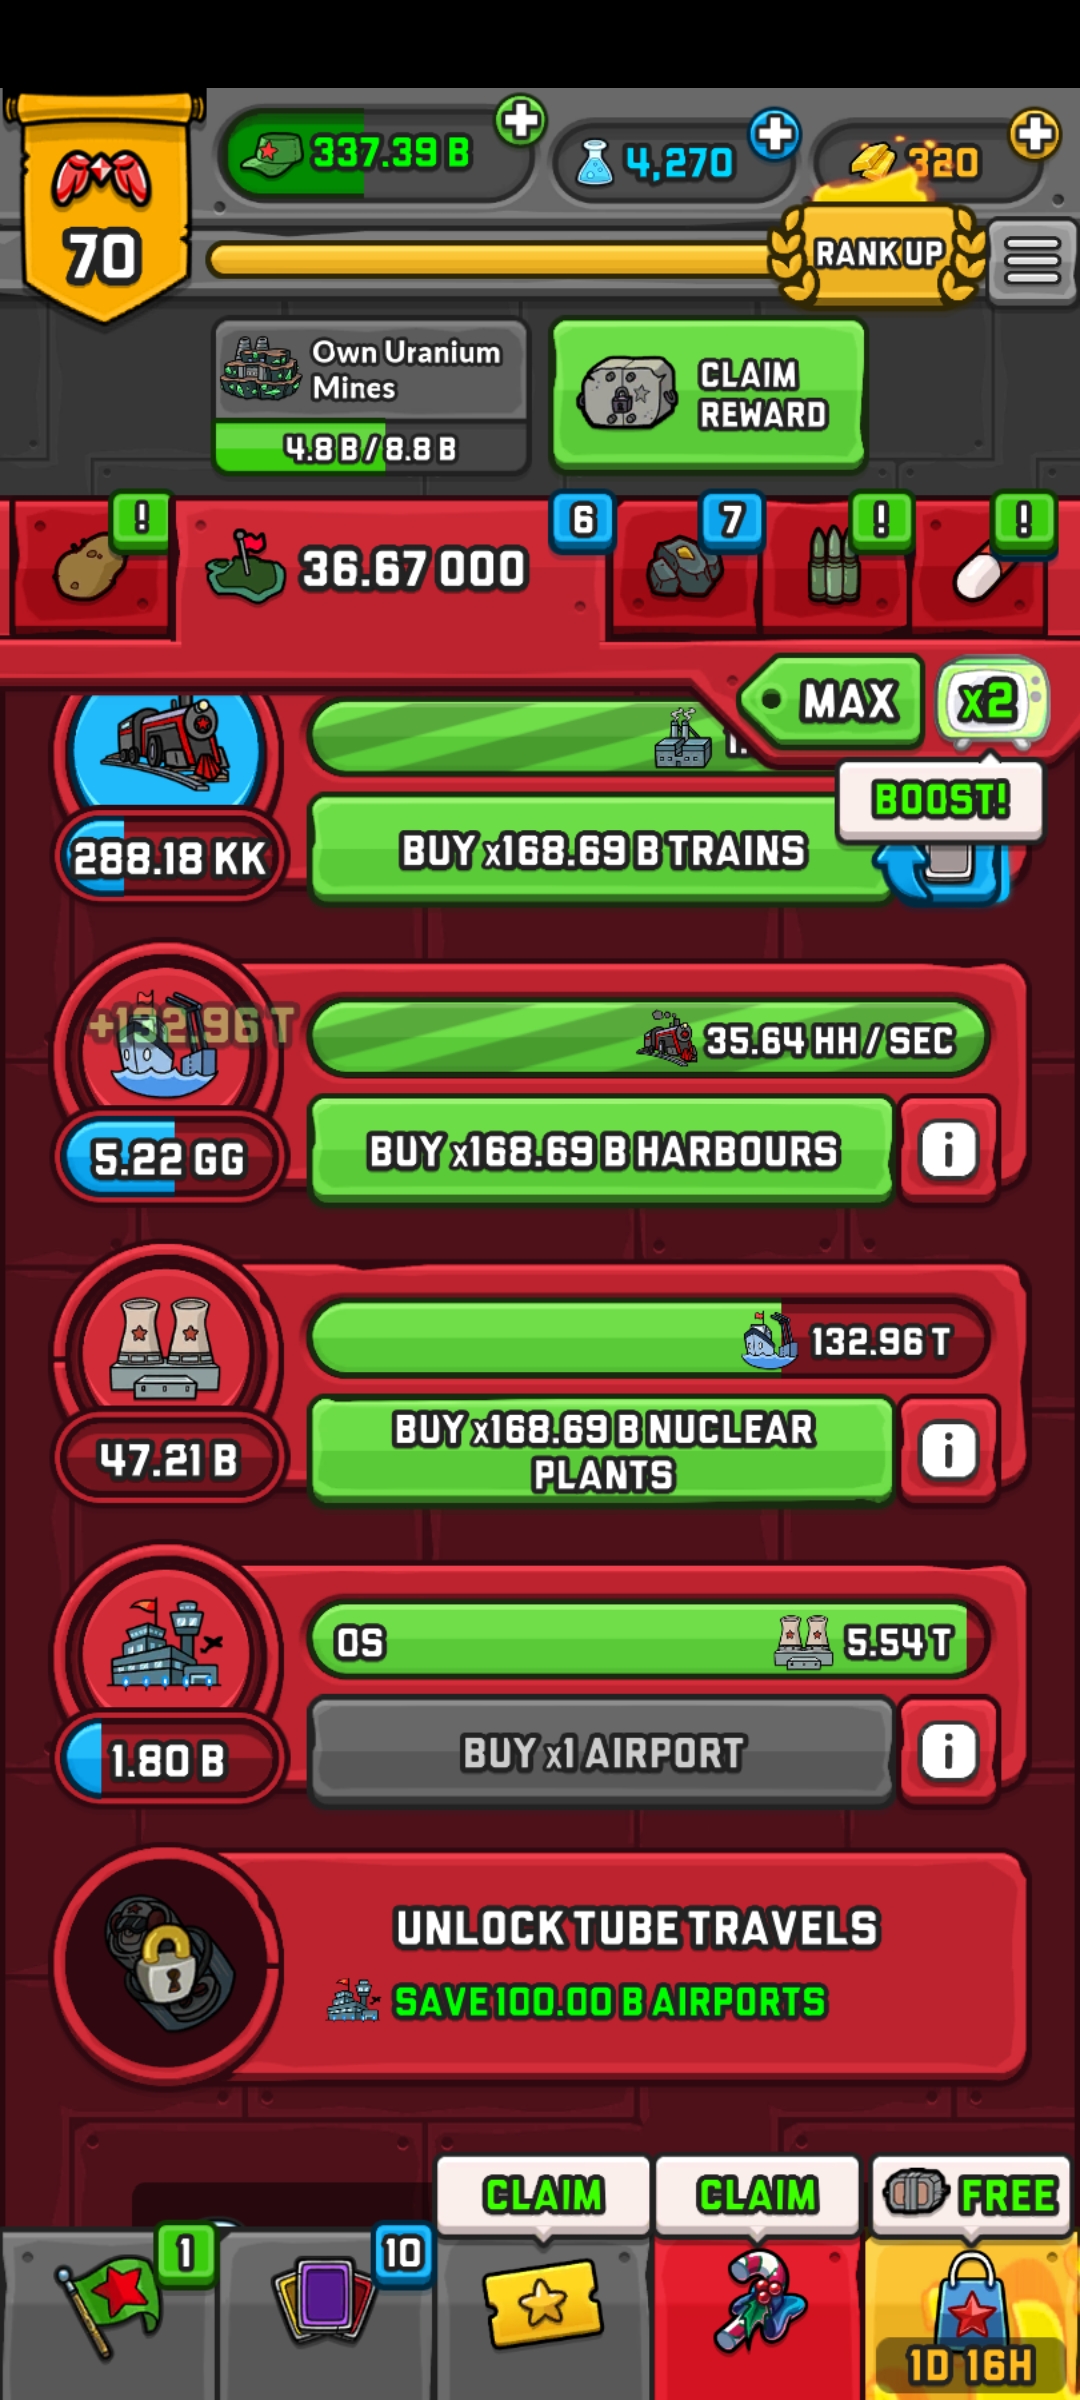 70
337.39 B
4,270
320
RANK UP
Own Uranium
Mines
4.8 B / 8.8 B
CLAIM
REWARD
!
36.67 OOO
6
7
!
!
MAX
x2
BOOST!
288.18 KK
BUY x168.69 B TRAINS
+132.96 T
35.64 HH / SEC
5.22 GG
BUY x168.69 B HARBOURS
i
132.96 T
47.21 B
BUY x168.69 B NUCLEAR
PLANTS
i
0S
5.54 T
1.80 B
BUY x1 AIRPORT
i
UNLOCK TUBE TRAVELS
SAVE 100.00 B AIRPORTS
CLAIM
CLAIM
FREE
1
10
1D 16H